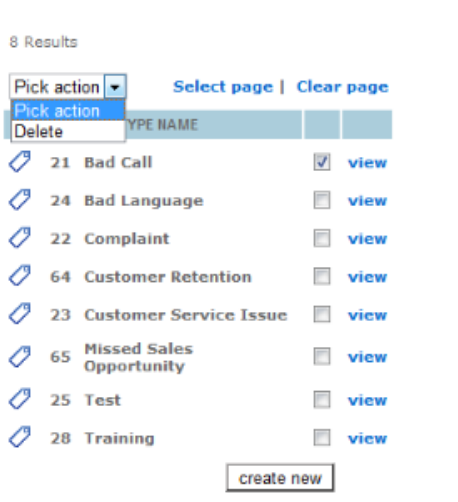 8 Results
Pick action Select page | Clear page
Pick action
Delete
YPE NAME
21 Bad Call view
24 Bad Language view
22 Complaint view
64 Customer Retention view
23 Customer Service Issue view
65 Missed Sales Opportunity view
25 Test view
28 Training view
create new